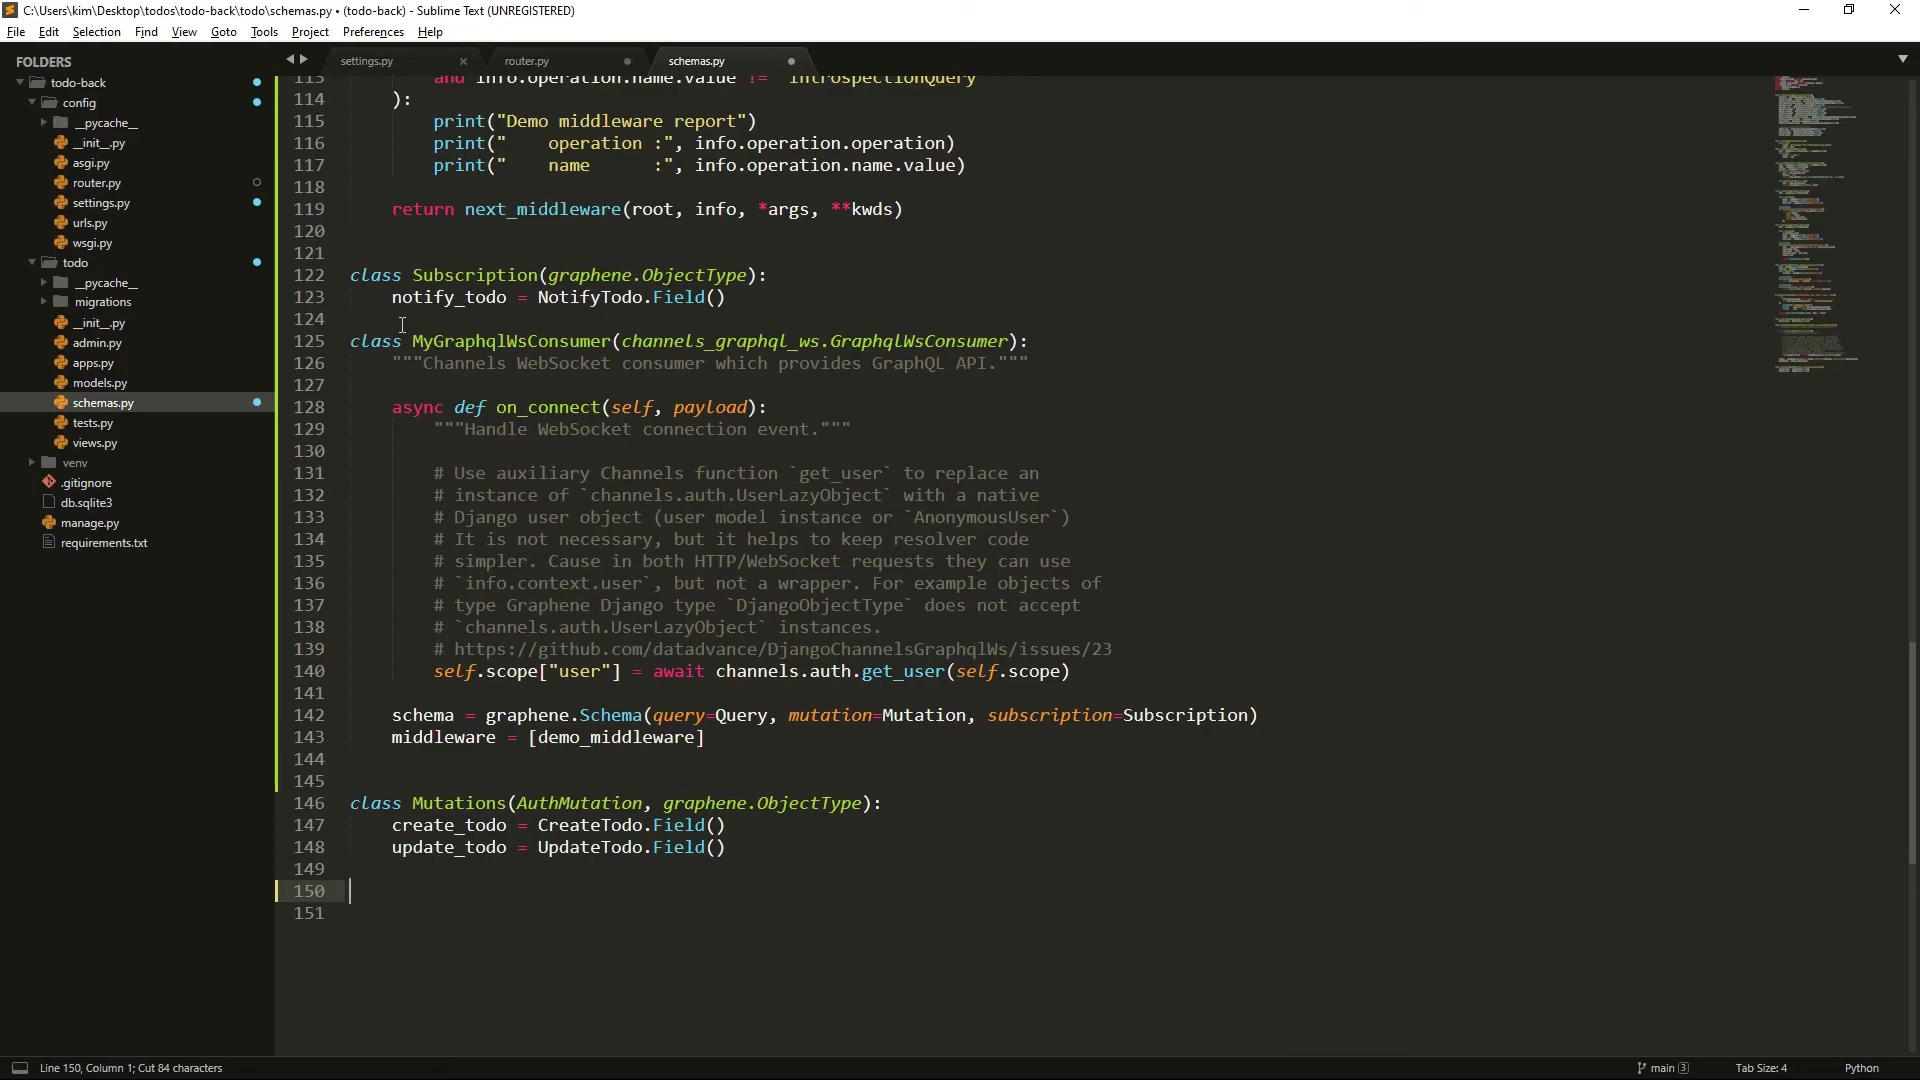 C:\Users\kim\Desktop\todos\todo-back\todo\schemas.py • (todo-back) - Sublime Text (UNREGISTERED)
File Edit Selection Find View Goto Tools Project Preferences Help
FOLDERS
todo-back
config
__pycache__
__init__.py
asgi.py
router.py
settings.py
urls.py
wsgi.py
todo
__pycache__
migrations
__init__.py
admin.py
apps.py
models.py
schemas.py
tests.py
views.py
venv
.gitignore
db.sqlite3
manage.py
requirements.txt
settings.py router.py schemas.py
113 and info.operation.name.value != "IntrospectionQuery"
114 ):
115 print("Demo middleware report")
116 print("    operation :", info.operation.operation)
117 print("    name      :", info.operation.name.value)
118
119 return next_middleware(root, info, *args, **kwds)
120
121
122 class Subscription(graphene.ObjectType):
123 notify_todo = NotifyTodo.Field()
124
125 class MyGraphqlWsConsumer(channels_graphql_ws.GraphqlWsConsumer):
126 """Channels WebSocket consumer which provides GraphQL API."""
127
128 async def on_connect(self, payload):
129 """Handle WebSocket connection event."""
130
131 # Use auxiliary Channels function `get_user` to replace an
132 # instance of `channels.auth.UserLazyObject` with a native
133 # Django user object (user model instance or `AnonymousUser`)
134 # It is not necessary, but it helps to keep resolver code
135 # simpler. Cause in both HTTP/WebSocket requests they can use
136 # `info.context.user`, but not a wrapper. For example objects of
137 # type Graphene Django type `DjangoObjectType` does not accept
138 # `channels.auth.UserLazyObject` instances.
139 # https://github.com/datadvance/DjangoChannelsGraphqlWs/issues/23
140 self.scope["user"] = await channels.auth.get_user(self.scope)
141
142 schema = graphene.Schema(query=Query, mutation=Mutation, subscription=Subscription)
143 middleware = [demo_middleware]
144
145
146 class Mutations(AuthMutation, graphene.ObjectType):
147 create_todo = CreateTodo.Field()
148 update_todo = UpdateTodo.Field()
149
150
151
Line 150, Column 1; Cut 84 characters
main 3 Tab Size: 4 Python